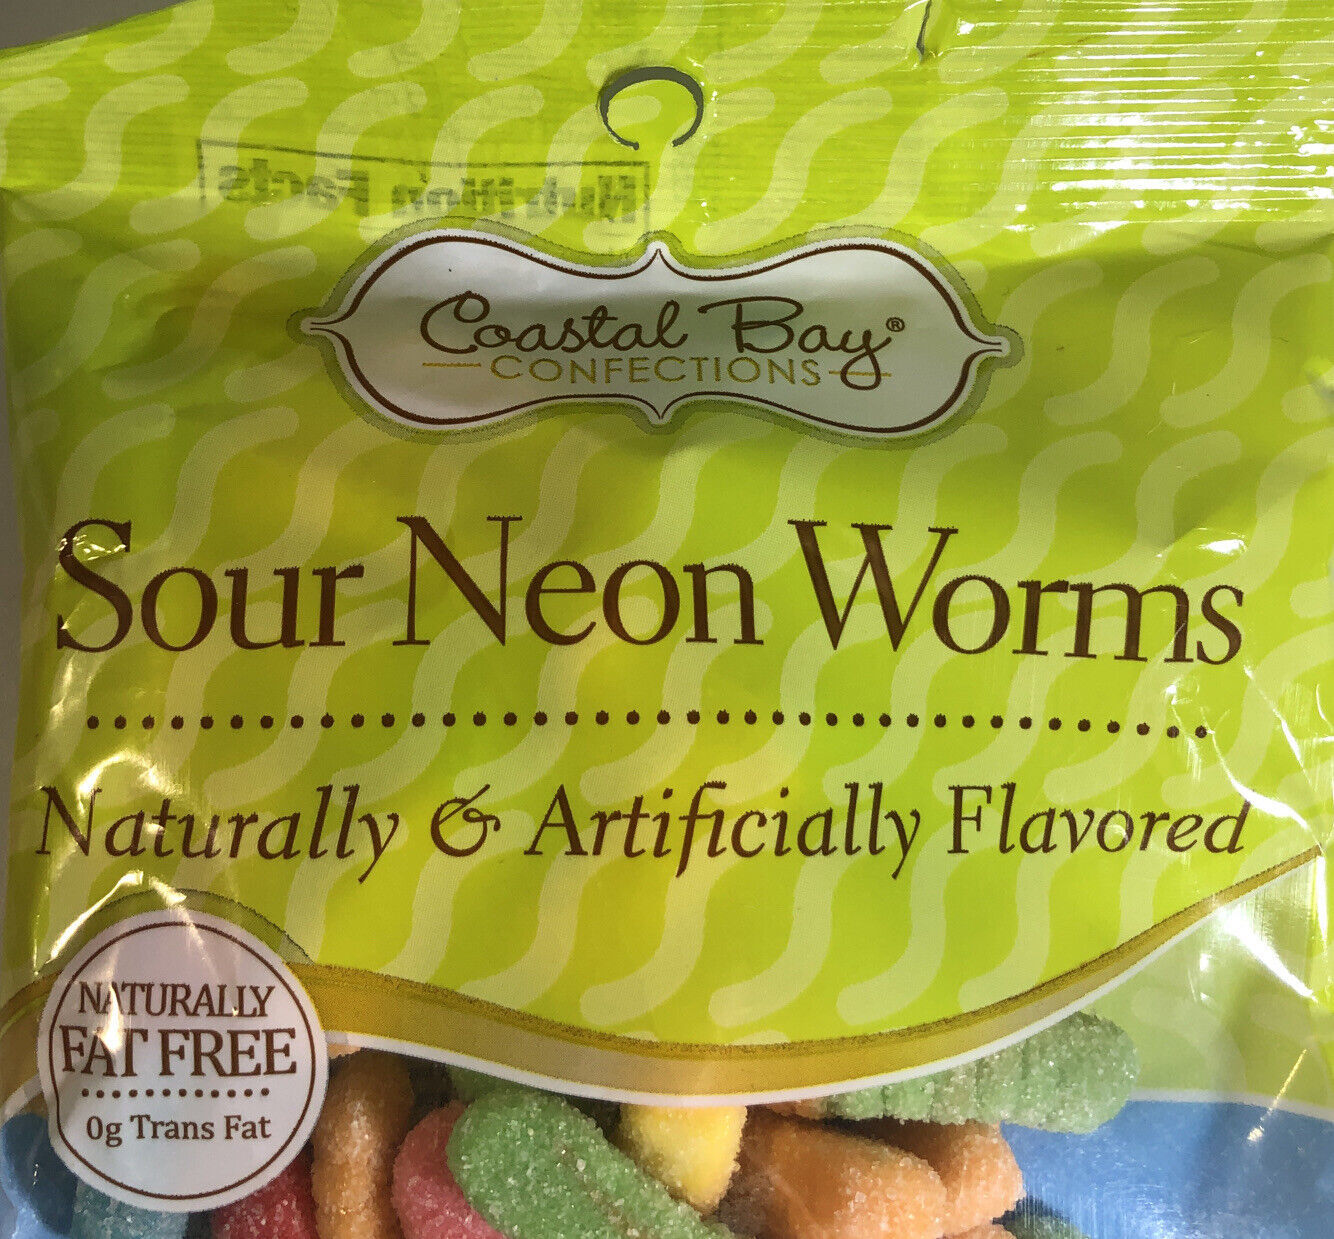 Nutrition Facts
Coastal Bay®
CONFECTIONS
Sour Neon Worms
Naturally & Artificially Flavored
NATURALLY
FAT FREE
0g Trans Fat